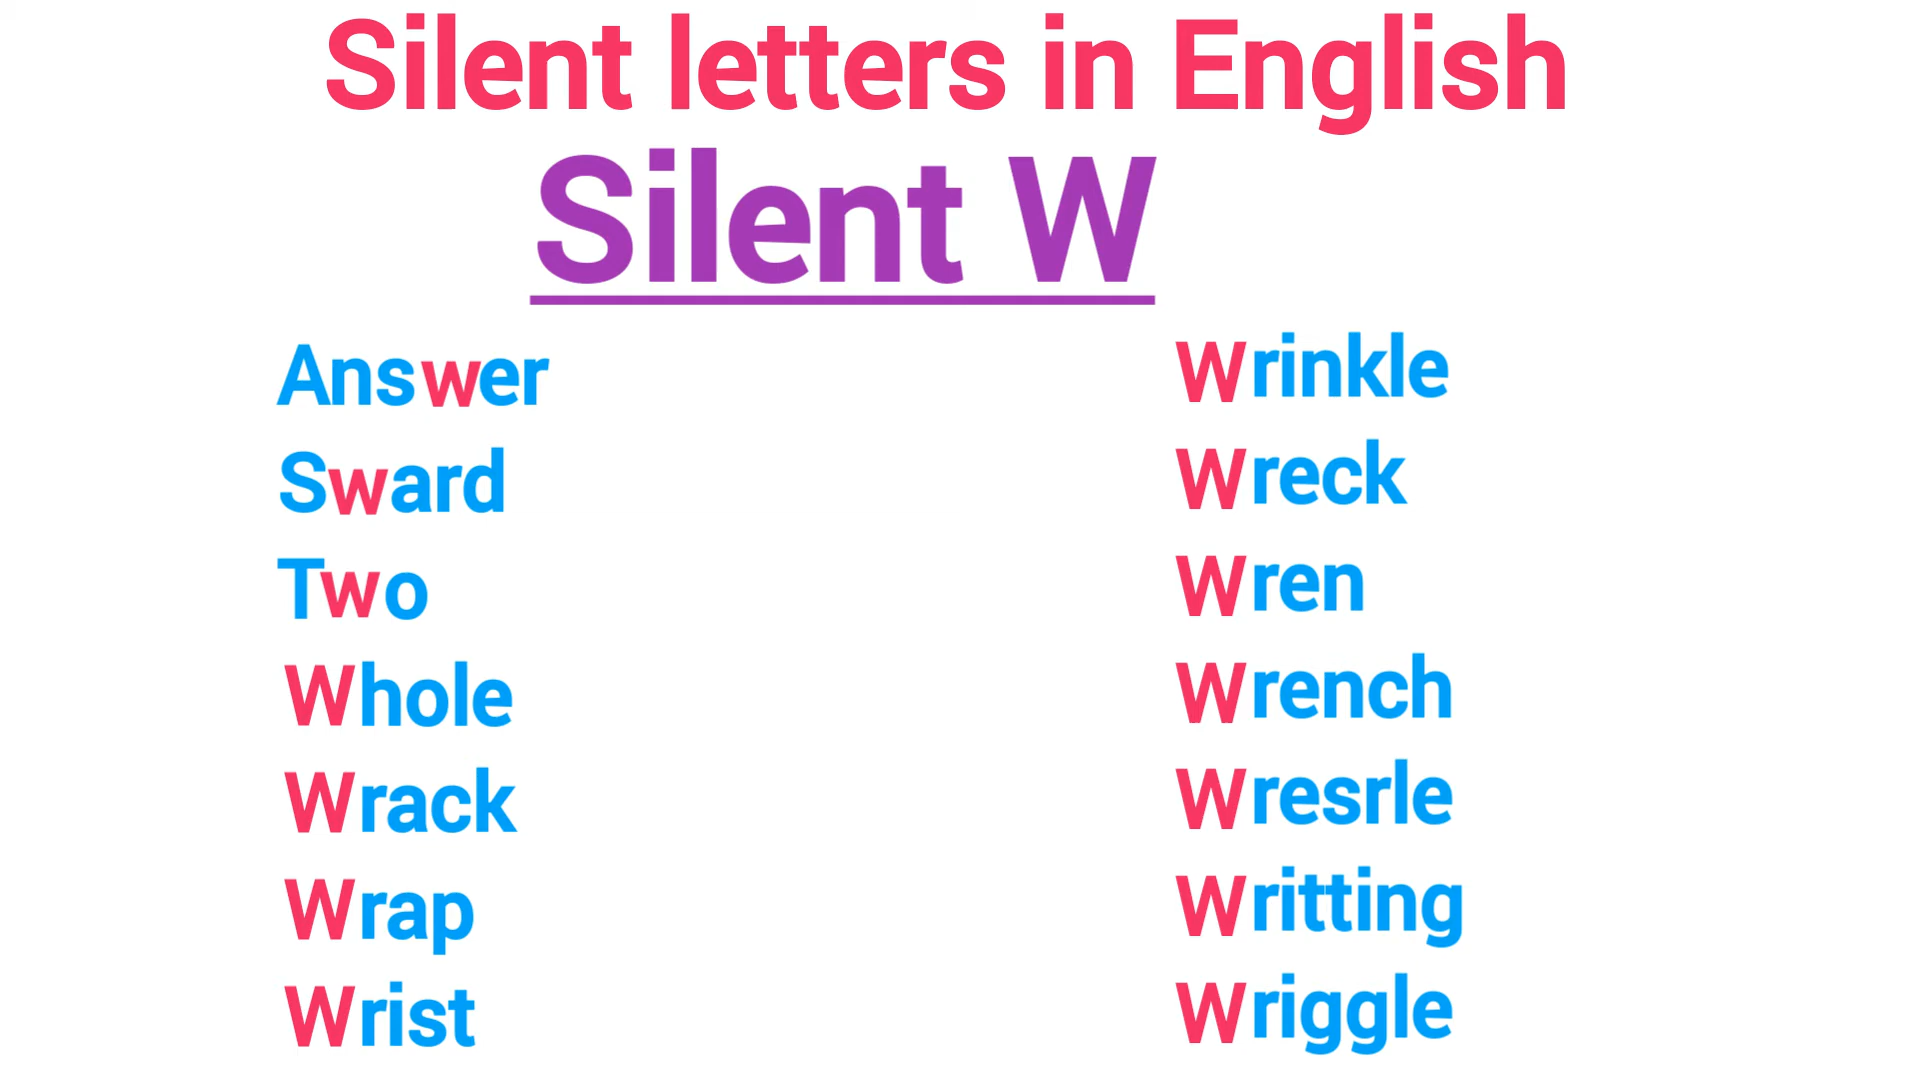 Silent letters in English
Silent W
Answer
Sward
Two
Whole
Wrack
Wrap
Wrist
Wrinkle
Wreck
Wren
Wrench
Wresrle
Writting
Wriggle